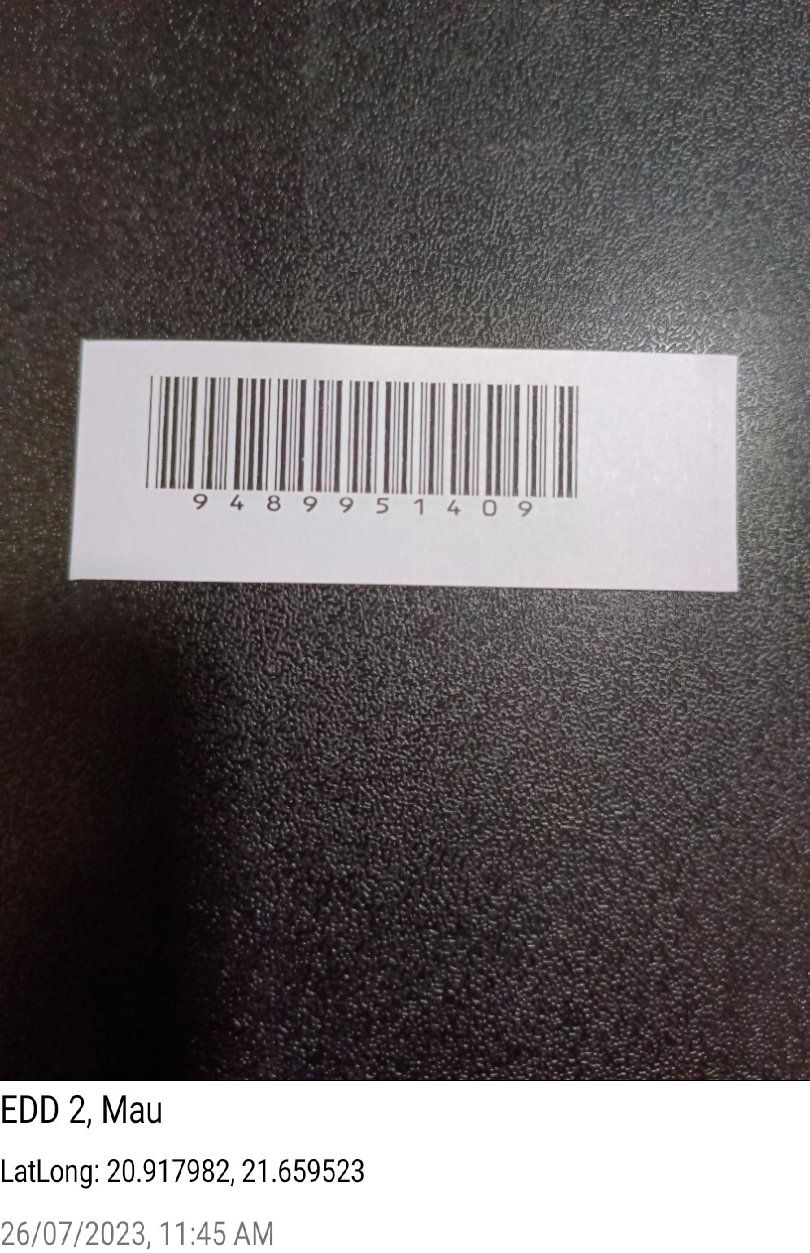 9489951409
EDD 2, Mau
LatLong: 20.917982, 21.659523
26/07/2023, 11:45 AM